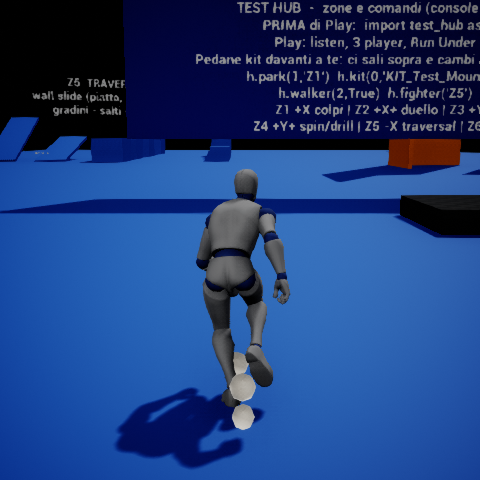 TEST HUB - zone e comandi (console
PRIMA di Play: import test_hub as
Play: listen, 3 player, Run Under
Pedane kit davanti a te: ci sali sopra e cambi
h.park(1,'Z1') h.kit(0,'KIT_Test_Moun
h.walker(2,True) h.fighter('Z5')
Z1 +X colpi | Z2 +X+ duello | Z3 +Y
Z4 +Y+ spin/drill | Z5 -X traversal | Z6
Z5 TRAVER
wall slide (piatto,
gradini - salti